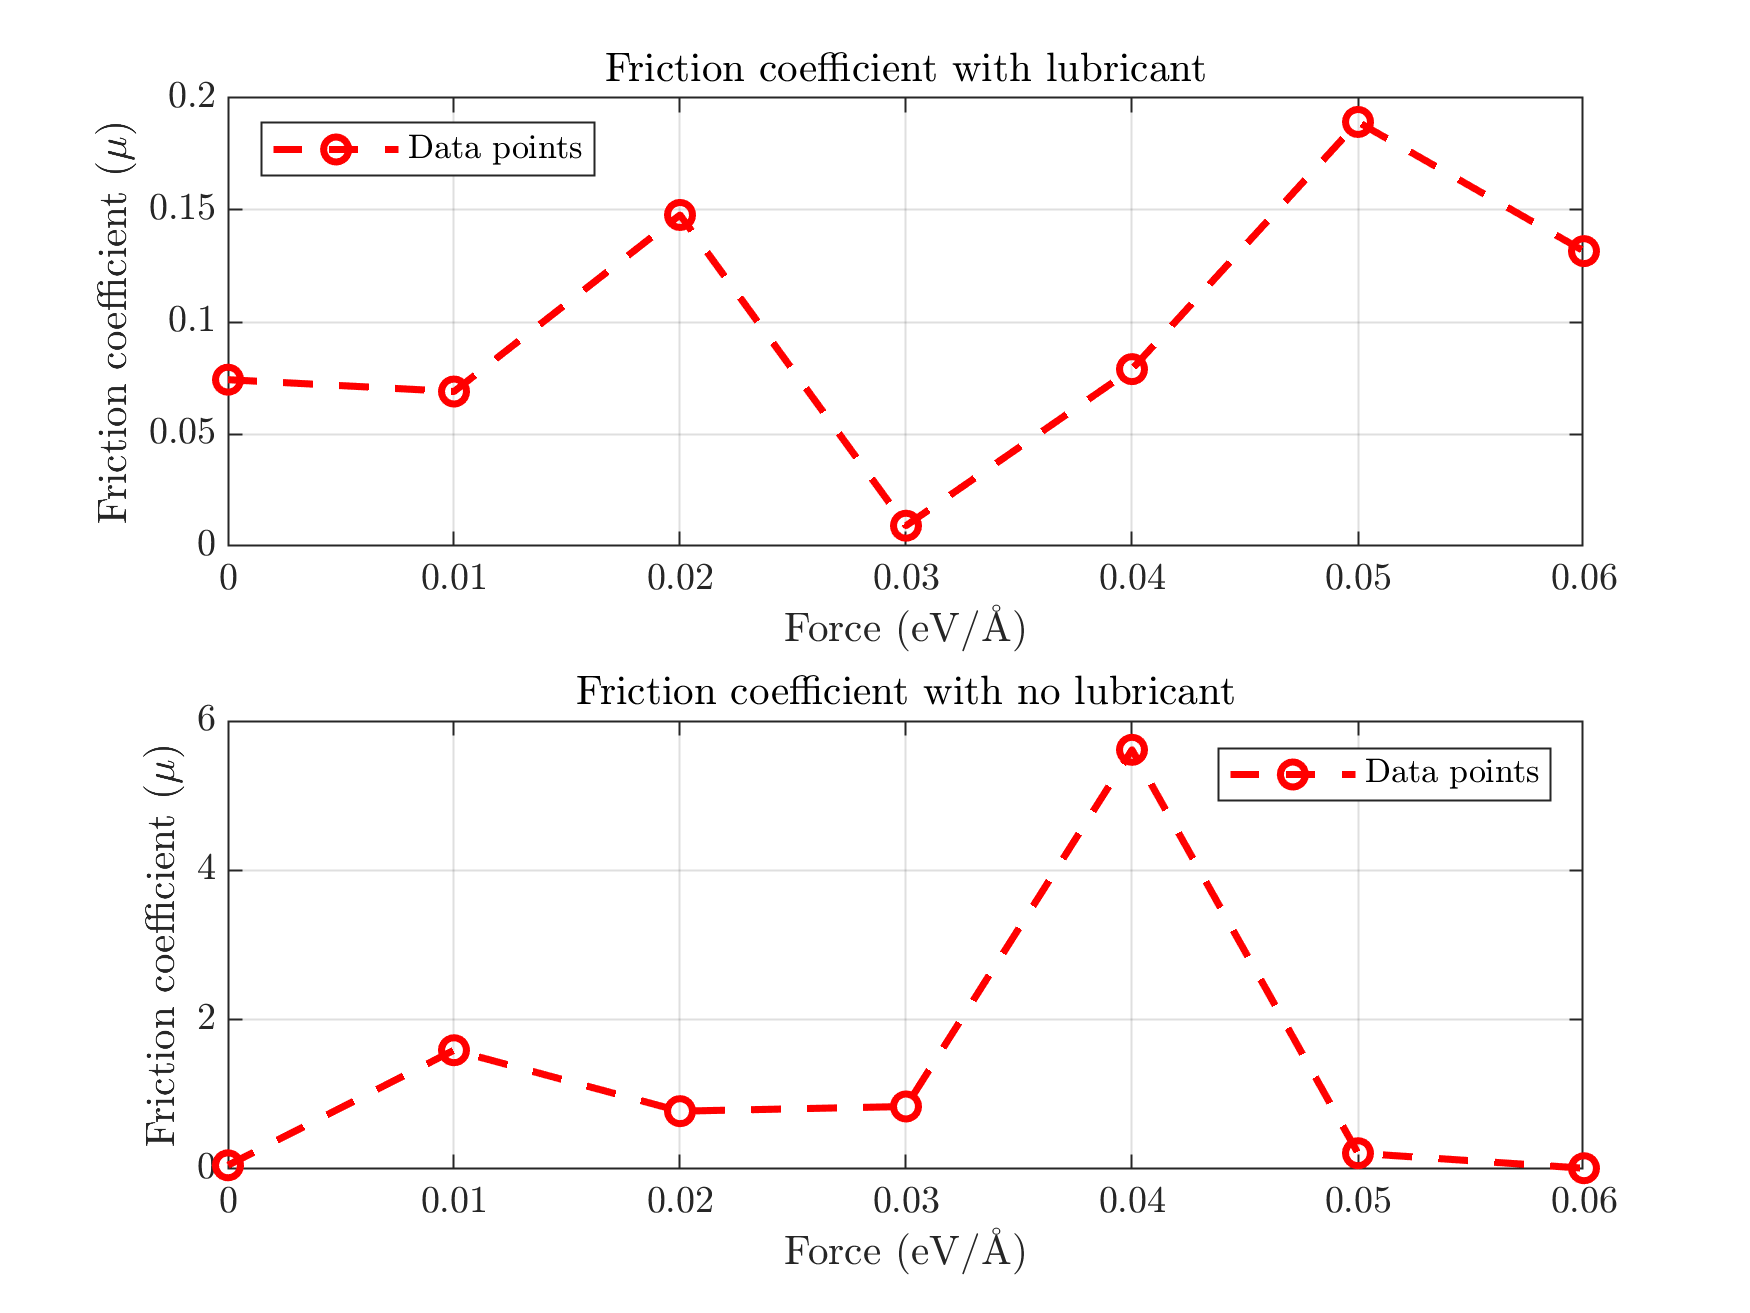 Friction coefficient with lubricant
0.2
0.15
0.1
0.05
0
Friction coefficient (μ)
Data points
0 0.01 0.02 0.03 0.04 0.05 0.06
Force (eV/Å)
Friction coefficient with no lubricant
6
4
2
0
Friction coefficient (μ)
Data points
0 0.01 0.02 0.03 0.04 0.05 0.06
Force (eV/Å)